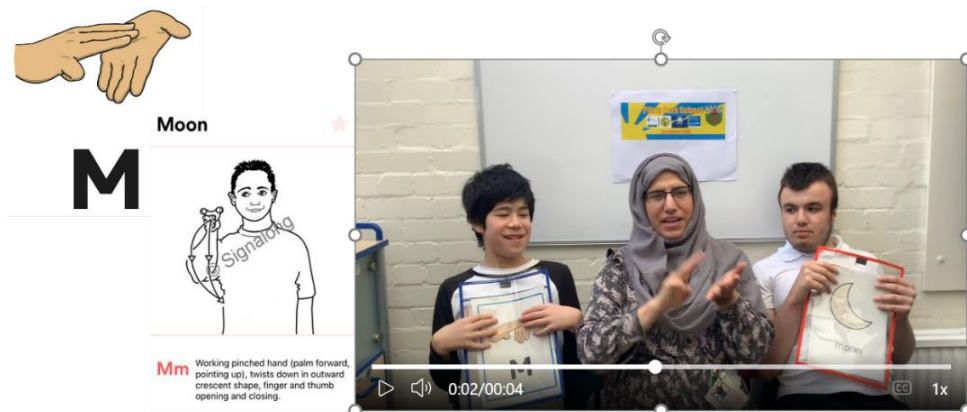 M
Moon
© Signalong
Mm Working pinched hand (palm forward,
pointing up), twists down in outward
crescent shape, finger and thumb
opening and closing.
M
moon
0:02/00:04
CC
1x